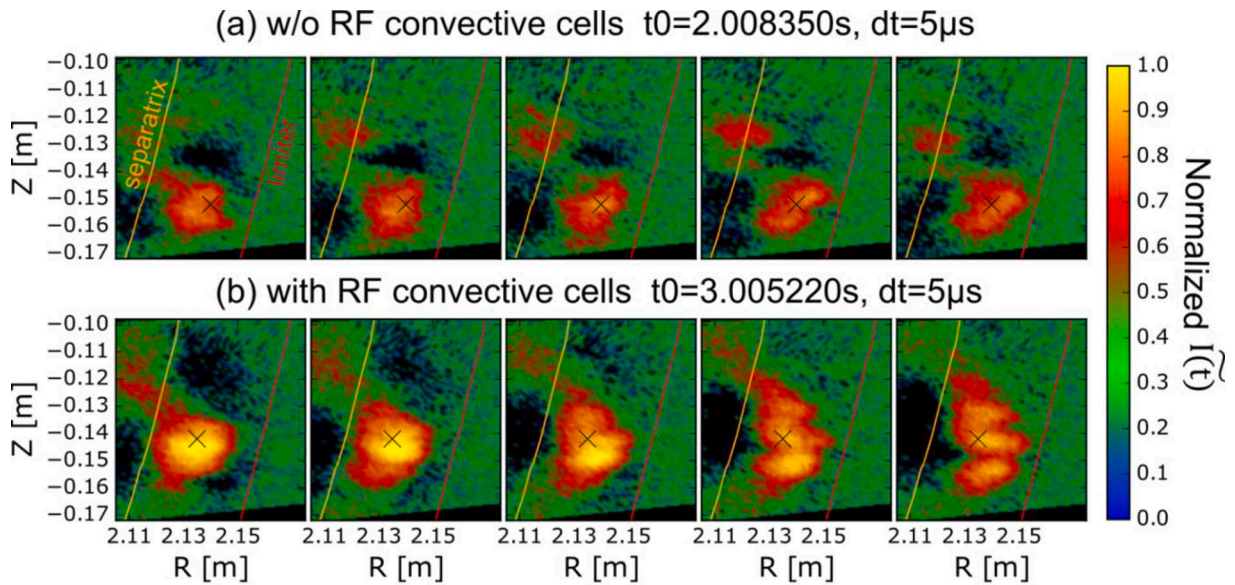 (a) w/o RF convective cells t0=2.008350s, dt=5µs
−0.10
−0.11
−0.12
−0.13
−0.14
−0.15
−0.16
−0.17
Z [m]
separatrix
limiter
(b) with RF convective cells t0=3.005220s, dt=5µs
−0.10
−0.11
−0.12
−0.13
−0.14
−0.15
−0.16
−0.17
Z [m]
2.11 2.13 2.15
2.11 2.13 2.15
2.11 2.13 2.15
2.11 2.13 2.15
2.11 2.13 2.15
R [m]
R [m]
R [m]
R [m]
R [m]
1.0
0.9
0.8
0.7
0.6
0.5
0.4
0.3
0.2
0.1
0.0
Normalized Ĩ(t)